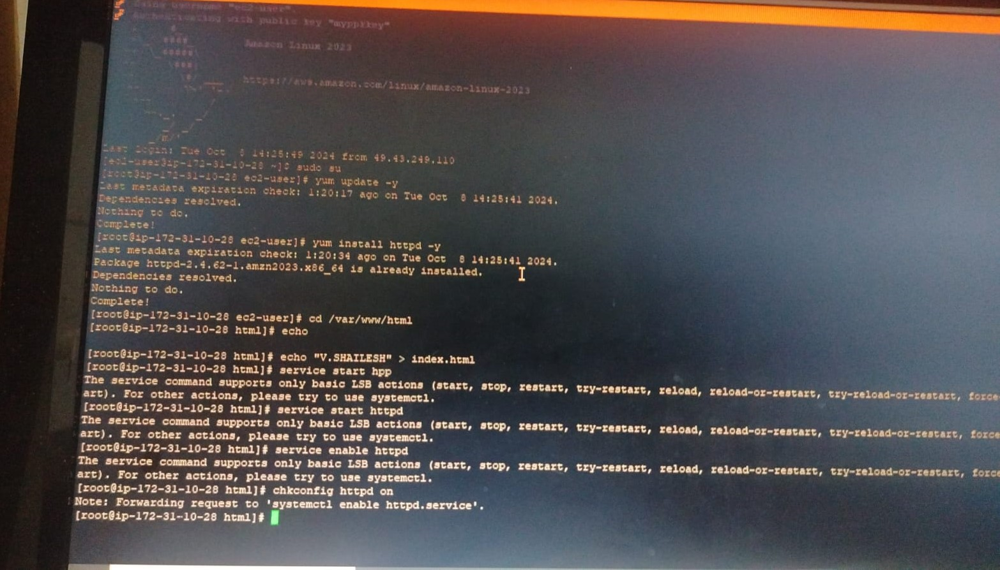 Using username "ec2-user".
Authenticating with public key "myppkkey"
Amazon Linux 2023
https://aws.amazon.com/linux/amazon-linux-2023
Last login: Tue Oct  8 14:25:49 2024 from 49.43.249.110
[ec2-user@ip-172-31-10-28 ~]$ sudo su
[root@ip-172-31-10-28 ec2-user]# yum update -y
Last metadata expiration check: 1:20:17 ago on Tue Oct  8 14:25:41 2024.
Dependencies resolved.
Nothing to do.
Complete!
[root@ip-172-31-10-28 ec2-user]# yum install httpd -y
Last metadata expiration check: 1:20:34 ago on Tue Oct  8 14:25:41 2024.
Package httpd-2.4.62-1.amzn2023.x86_64 is already installed.
Dependencies resolved.
Nothing to do.
Complete!
[root@ip-172-31-10-28 ec2-user]# cd /var/www/html
[root@ip-172-31-10-28 html]# echo
[root@ip-172-31-10-28 html]# echo "V.SHAILESH" > index.html
[root@ip-172-31-10-28 html]# service start hpp
The service command supports only basic LSB actions (start, stop, restart, try-restart, reload, reload-or-restart, try-reload-or-restart, force-
art). For other actions, please try to use systemctl.
[root@ip-172-31-10-28 html]# service start httpd
The service command supports only basic LSB actions (start, stop, restart, try-restart, reload, reload-or-restart, try-reload-or-restart, force
art). For other actions, please try to use systemctl.
[root@ip-172-31-10-28 html]# service enable httpd
The service command supports only basic LSB actions (start, stop, restart, try-restart, reload, reload-or-restart, try-reload-or-restart, force
art). For other actions, please try to use systemctl.
[root@ip-172-31-10-28 html]# chkconfig httpd on
Note: Forwarding request to 'systemctl enable httpd.service'.
[root@ip-172-31-10-28 html]#